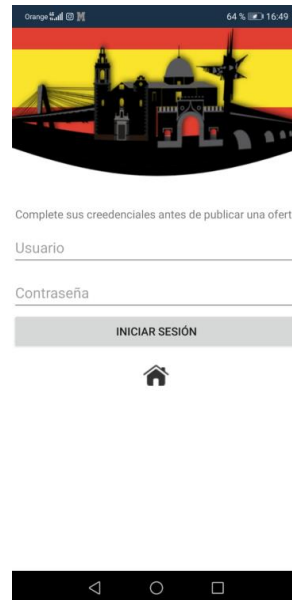 Orange 64 % 16:49
Complete sus creedenciales antes de publicar una ofert
Usuario
Contraseña
INICIAR SESIÓN